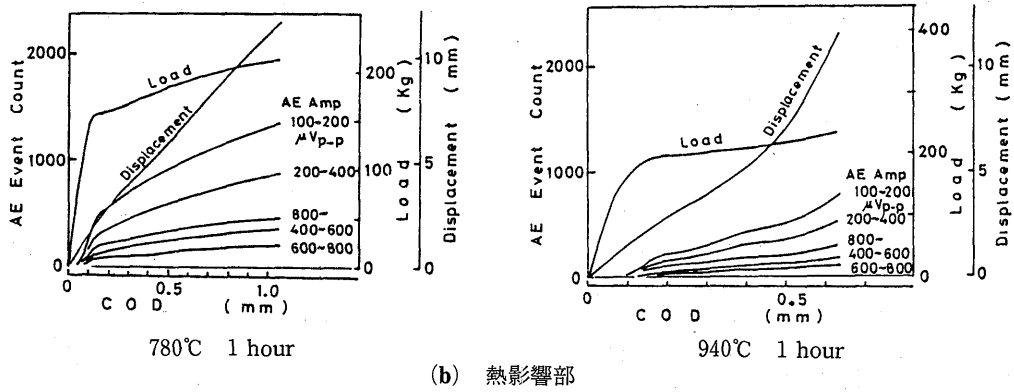 2000
1000
0
AE Event Count
Load
Displacement
AE Amp
100~200
μVp-p
200~400
800~
400~600
600~800
200
100
0
Load (Kg)
10
5
0
Displacement (mm)
0 0.5 1.0
COD (mm)
780℃ 1 hour
2000
1000
0
AE Event Count
Displacement
Load
AE Amp
100~200
μVp-p
200~400
800~
400~600
600~800
400
200
0
Load (Kg)
10
5
0
Displacement (mm)
0 0.5
COD (mm)
940℃ 1 hour
(b) 熱影響部